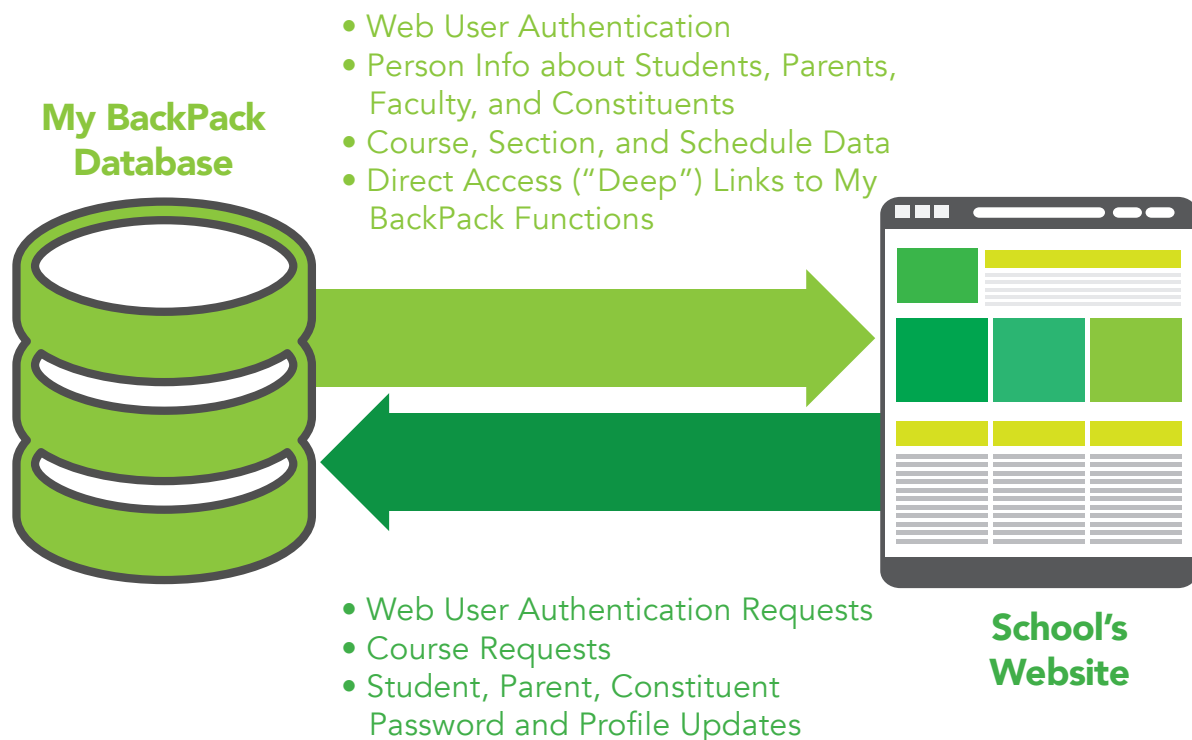 • Web User Authentication
• Person Info about Students, Parents,
Faculty, and Constituents
• Course, Section, and Schedule Data
• Direct Access (“Deep”) Links to My
BackPack Functions
My BackPack
Database
• Web User Authentication Requests
• Course Requests
• Student, Parent, Constituent
Password and Profile Updates
School’s
Website